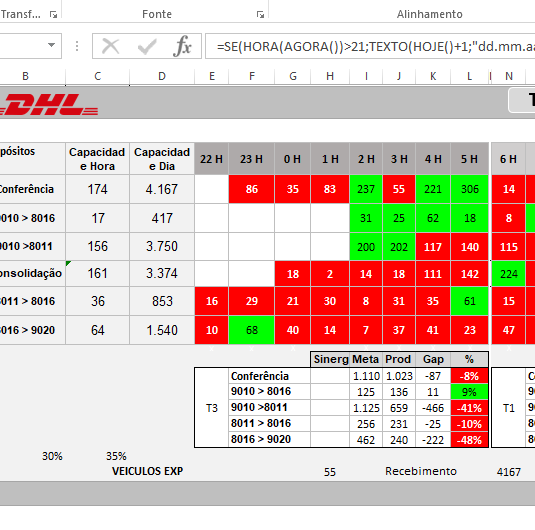 Transf...
Fonte
Alinhamento
fx
=SE(HORA(AGORA())>21;TEXTO(HOJE()+1;"dd.mm.aa
B C D E F G H I J K L N
DHL
pósitos Capacidad e Hora Capacidad e Dia 22 H 23 H 0 H 1 H 2 H 3 H 4 H 5 H 6 H
Conferência 174 4.167 86 35 83 237 55 221 306 14
9010 > 8016 17 417 31 25 62 18 8
9010 >8011 156 3.750 200 202 117 140 115
onsolidação 161 3.374 18 2 14 18 111 142 224
8011 > 8016 36 853 16 29 21 30 8 31 35 61 15
8016 > 9020 64 1.540 10 68 40 14 7 37 41 23 47
Sinerg Meta Prod Gap %
Conferência 1.110 1.023 -87 -8%
9010 > 8016 125 136 11 9%
T3 9010 >8011 1.125 659 -466 -41% T1
8011 > 8016 256 231 -25 -10%
8016 > 9020 462 240 -222 -48%
30% 35%
VEICULOS EXP 55 Recebimento 4167